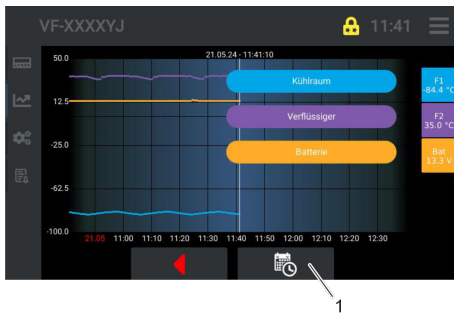 VF-XXXXYJ
11:41
21.05.24 - 11:41:10
50.0
12.5
-25.0
-62.5
-100.0
Kühlraum
Verflüssiger
Batterie
F1
-84.4 °C
F2
35.0 °C
Bat
13.3 V
21.05 11:00 11:10 11:20 11:30 11:40 11:50 12:00 12:10 12:20 12:30
1